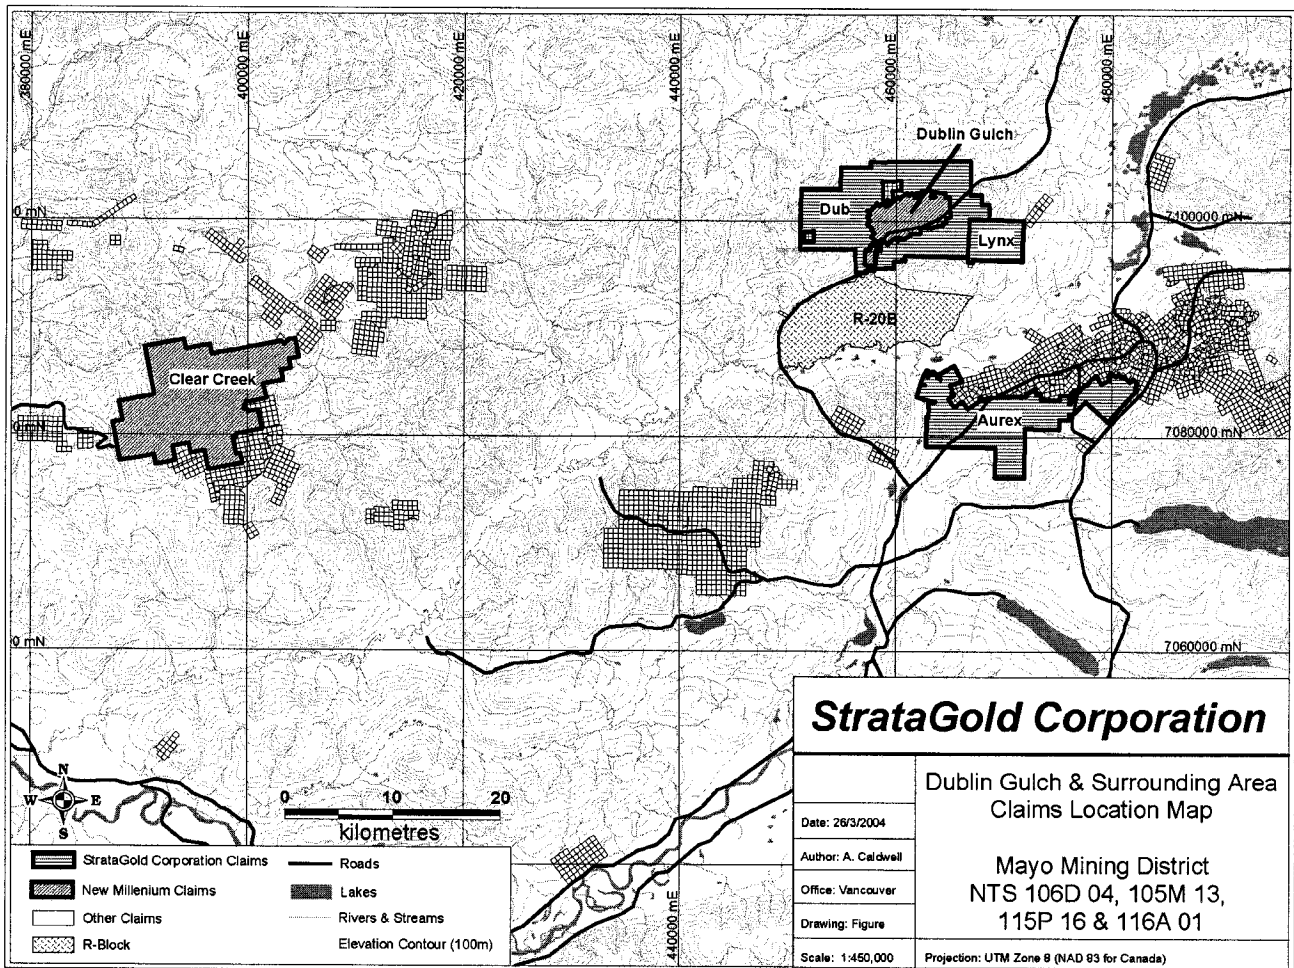 380000 mE
400000 mE
420000 mE
440000 mE
460300 mE
480000 mE
Dublin Gulch
Dub
Lynx
0 mN
7100000 mN
R-20E
Clear Creek
Aurex
0 mN
7080000 mN
0 mN
7060000 mN
440000 mE
N
W
E
S
0 10 20
kilometres
StrataGold Corporation Claims
New Millenium Claims
Other Claims
R-Block
Roads
Lakes
Rivers & Streams
Elevation Contour (100m)
StrataGold Corporation
Dublin Gulch & Surrounding Area
Claims Location Map
Mayo Mining District
NTS 106D 04, 105M 13,
115P 16 & 116A 01
Date: 26/3/2004
Author: A. Caldwell
Office: Vancouver
Drawing: Figure
Scale: 1:450,000
Projection: UTM Zone 8 (NAD 83 for Canada)